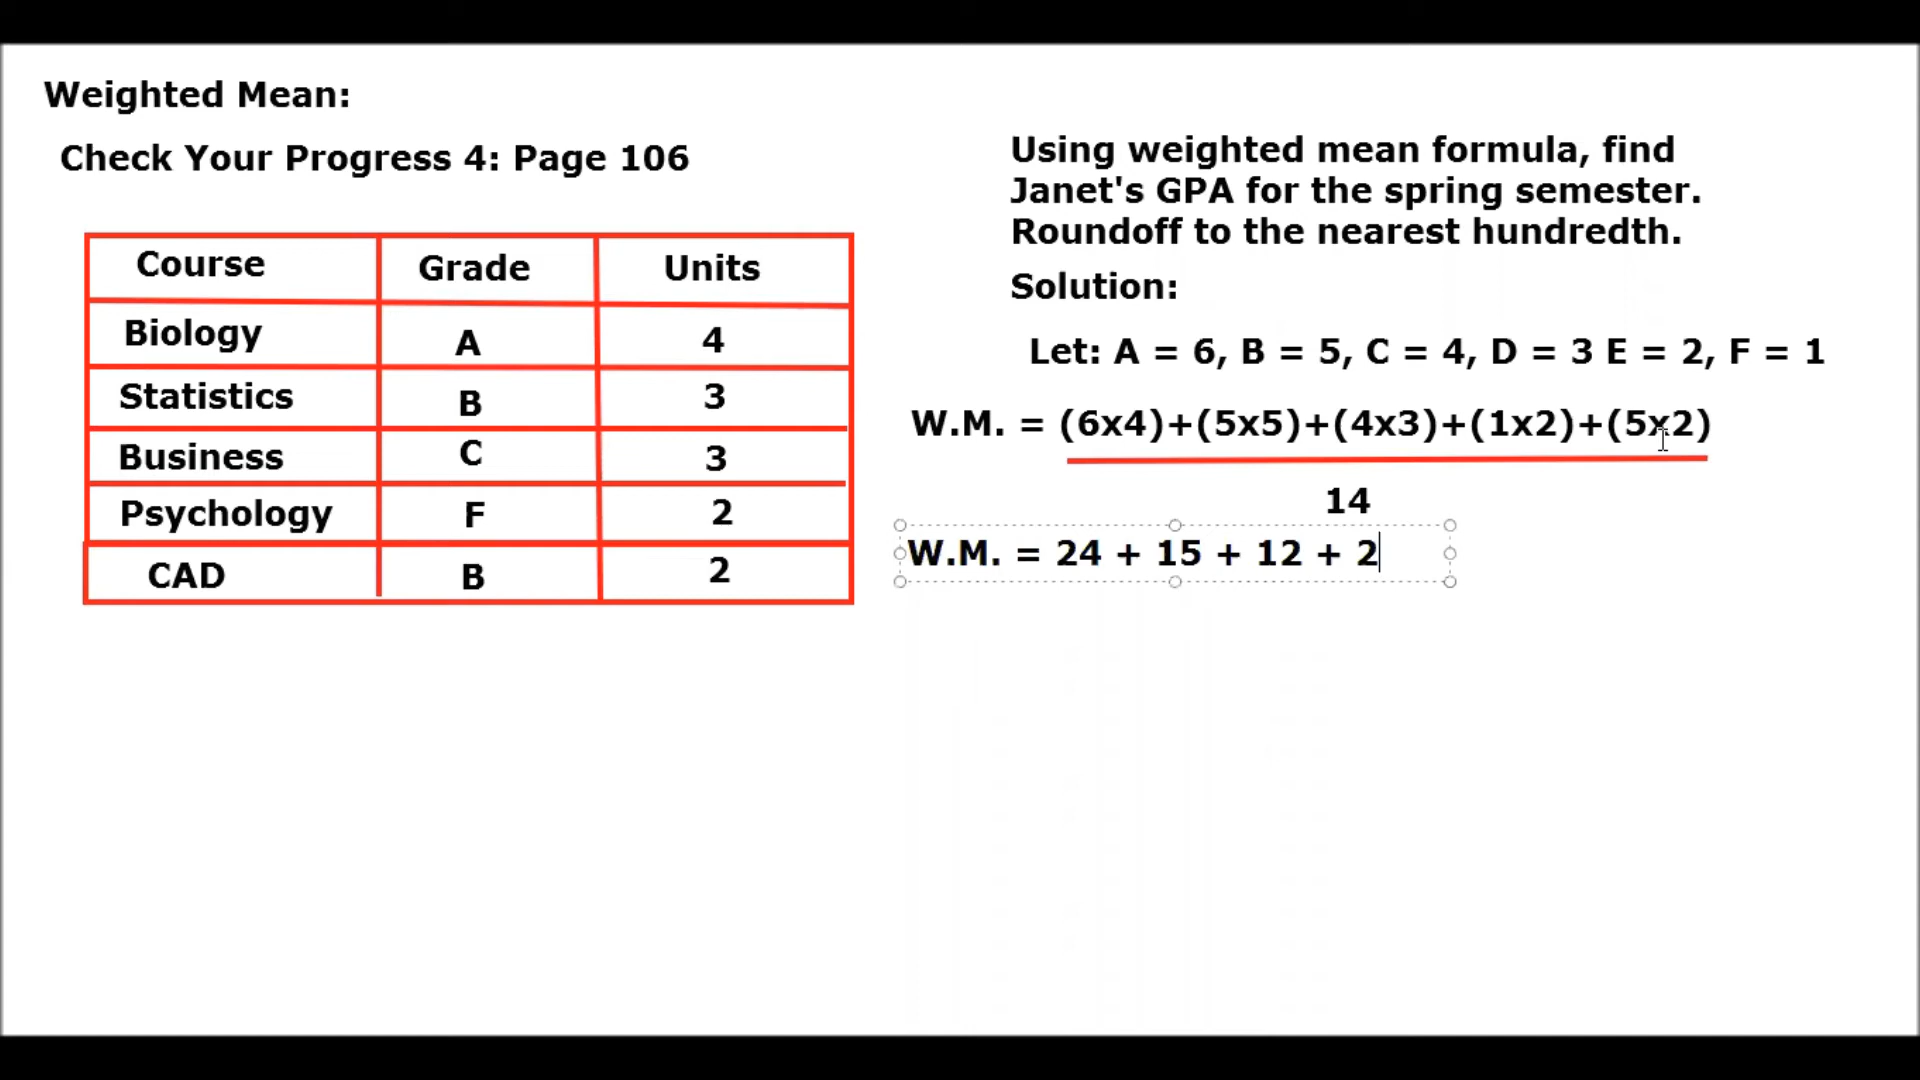 Weighted Mean:
Check Your Progress 4: Page 106
Course Grade Units
Biology A 4
Statistics B 3
Business C 3
Psychology F 2
CAD B 2
Using weighted mean formula, find
Janet's GPA for the spring semester.
Roundoff to the nearest hundredth.
Solution:
Let: A = 6, B = 5, C = 4, D = 3 E = 2, F = 1
W.M. = (6x4)+(5x5)+(4x3)+(1x2)+(5x2)
14
W.M. = 24 + 15 + 12 + 2